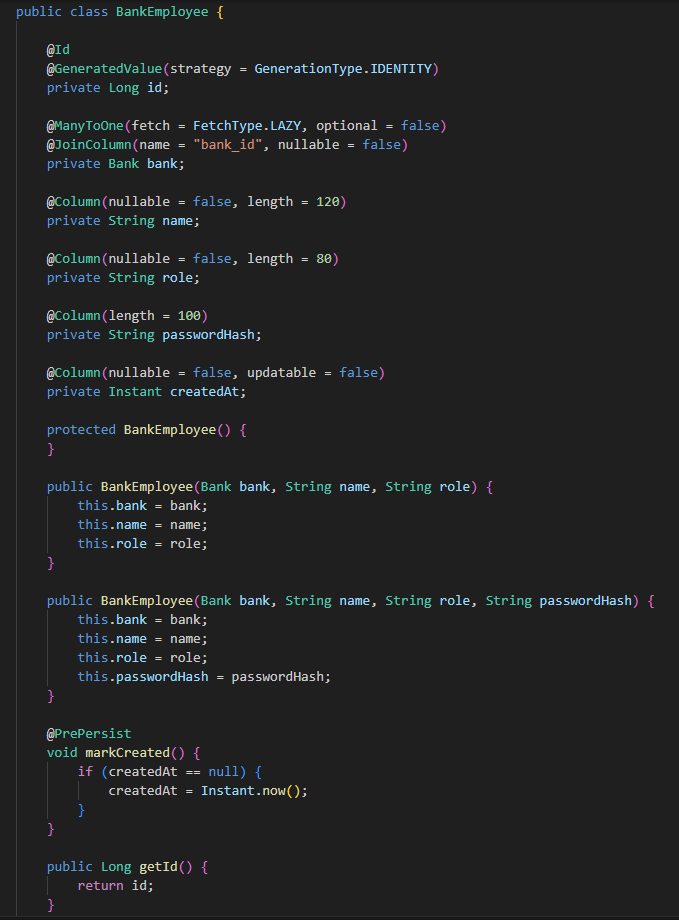 public class BankEmployee {
@Id
@GeneratedValue(strategy = GenerationType.IDENTITY)
private Long id;
@ManyToOne(fetch = FetchType.LAZY, optional = false)
@JoinColumn(name = "bank_id", nullable = false)
private Bank bank;
@Column(nullable = false, length = 120)
private String name;
@Column(nullable = false, length = 80)
private String role;
@Column(length = 100)
private String passwordHash;
@Column(nullable = false, updatable = false)
private Instant createdAt;
protected BankEmployee() {
}
public BankEmployee(Bank bank, String name, String role) {
this.bank = bank;
this.name = name;
this.role = role;
}
public BankEmployee(Bank bank, String name, String role, String passwordHash) {
this.bank = bank;
this.name = name;
this.role = role;
this.passwordHash = passwordHash;
}
@PrePersist
void markCreated() {
if (createdAt == null) {
createdAt = Instant.now();
}
}
public Long getId() {
return id;
}